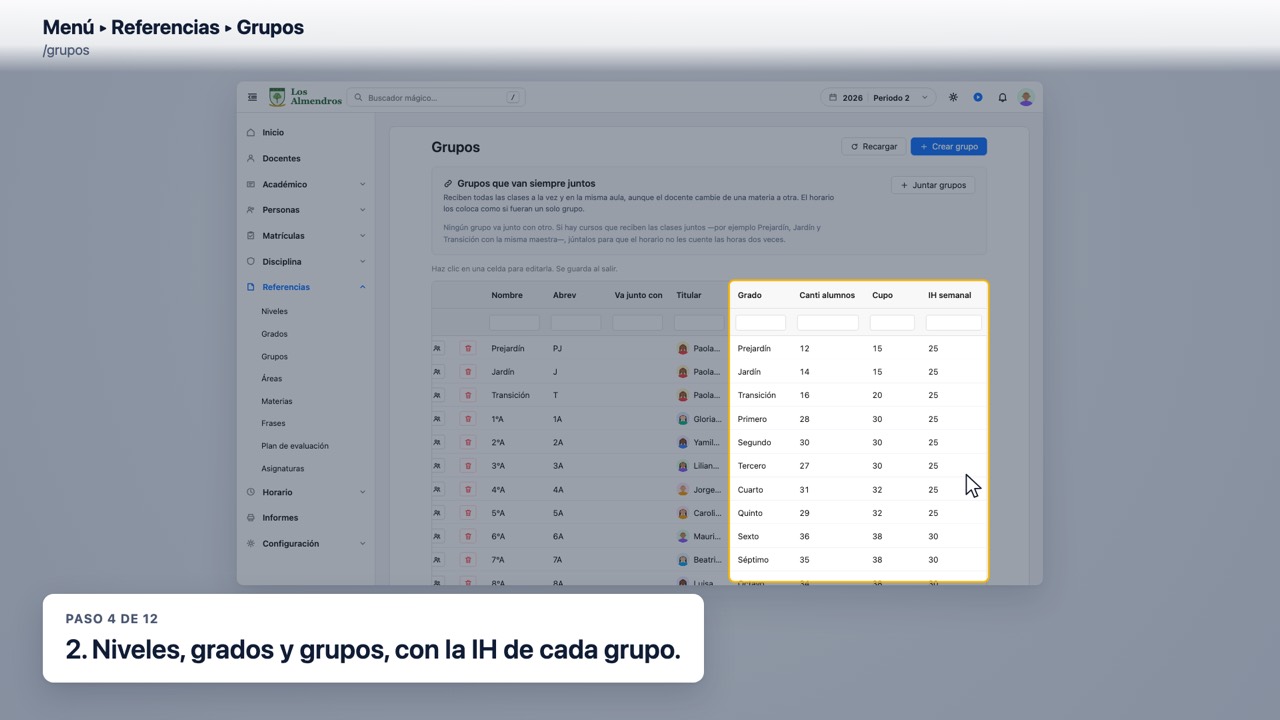 Menú ▸ Referencias ▸ Grupos
/grupos
Los Almendros
Buscador mágico...
/
2026 Periodo 2
Inicio
Docentes
Académico
Personas
Matrículas
Disciplina
Referencias
Niveles
Grados
Grupos
Áreas
Materias
Frases
Plan de evaluación
Asignaturas
Horario
Informes
Configuración
Grupos
Recargar
+ Crear grupo
Grupos que van siempre juntos
+ Juntar grupos
Reciben todas las clases a la vez y en la misma aula, aunque el docente cambie de una materia a otra. El horario
los coloca como si fueran un solo grupo.
Ningún grupo va junto con otro. Si hay cursos que reciben las clases juntos —por ejemplo Prejardín, Jardín y
Transición con la misma maestra—, júntalos para que el horario no les cuente las horas dos veces.
Haz clic en una celda para editarla. Se guarda al salir.
Nombre Abrev Va junto con Titular Grado Canti alumnos Cupo IH semanal
Prejardín PJ Paola... Prejardín 12 15 25
Jardín J Paola... Jardín 14 15 25
Transición T Paola... Transición 16 20 25
1°A 1A Gloria... Primero 28 30 25
2°A 2A Yamil... Segundo 30 30 25
3°A 3A Lilian... Tercero 27 30 25
4°A 4A Jorge... Cuarto 31 32 25
5°A 5A Caroli... Quinto 29 32 25
6°A 6A Mauri... Sexto 36 38 30
7°A 7A Beatri... Séptimo 35 38 30
8°A 8A Luisa
PASO 4 DE 12
2. Niveles, grados y grupos, con la IH de cada grupo.